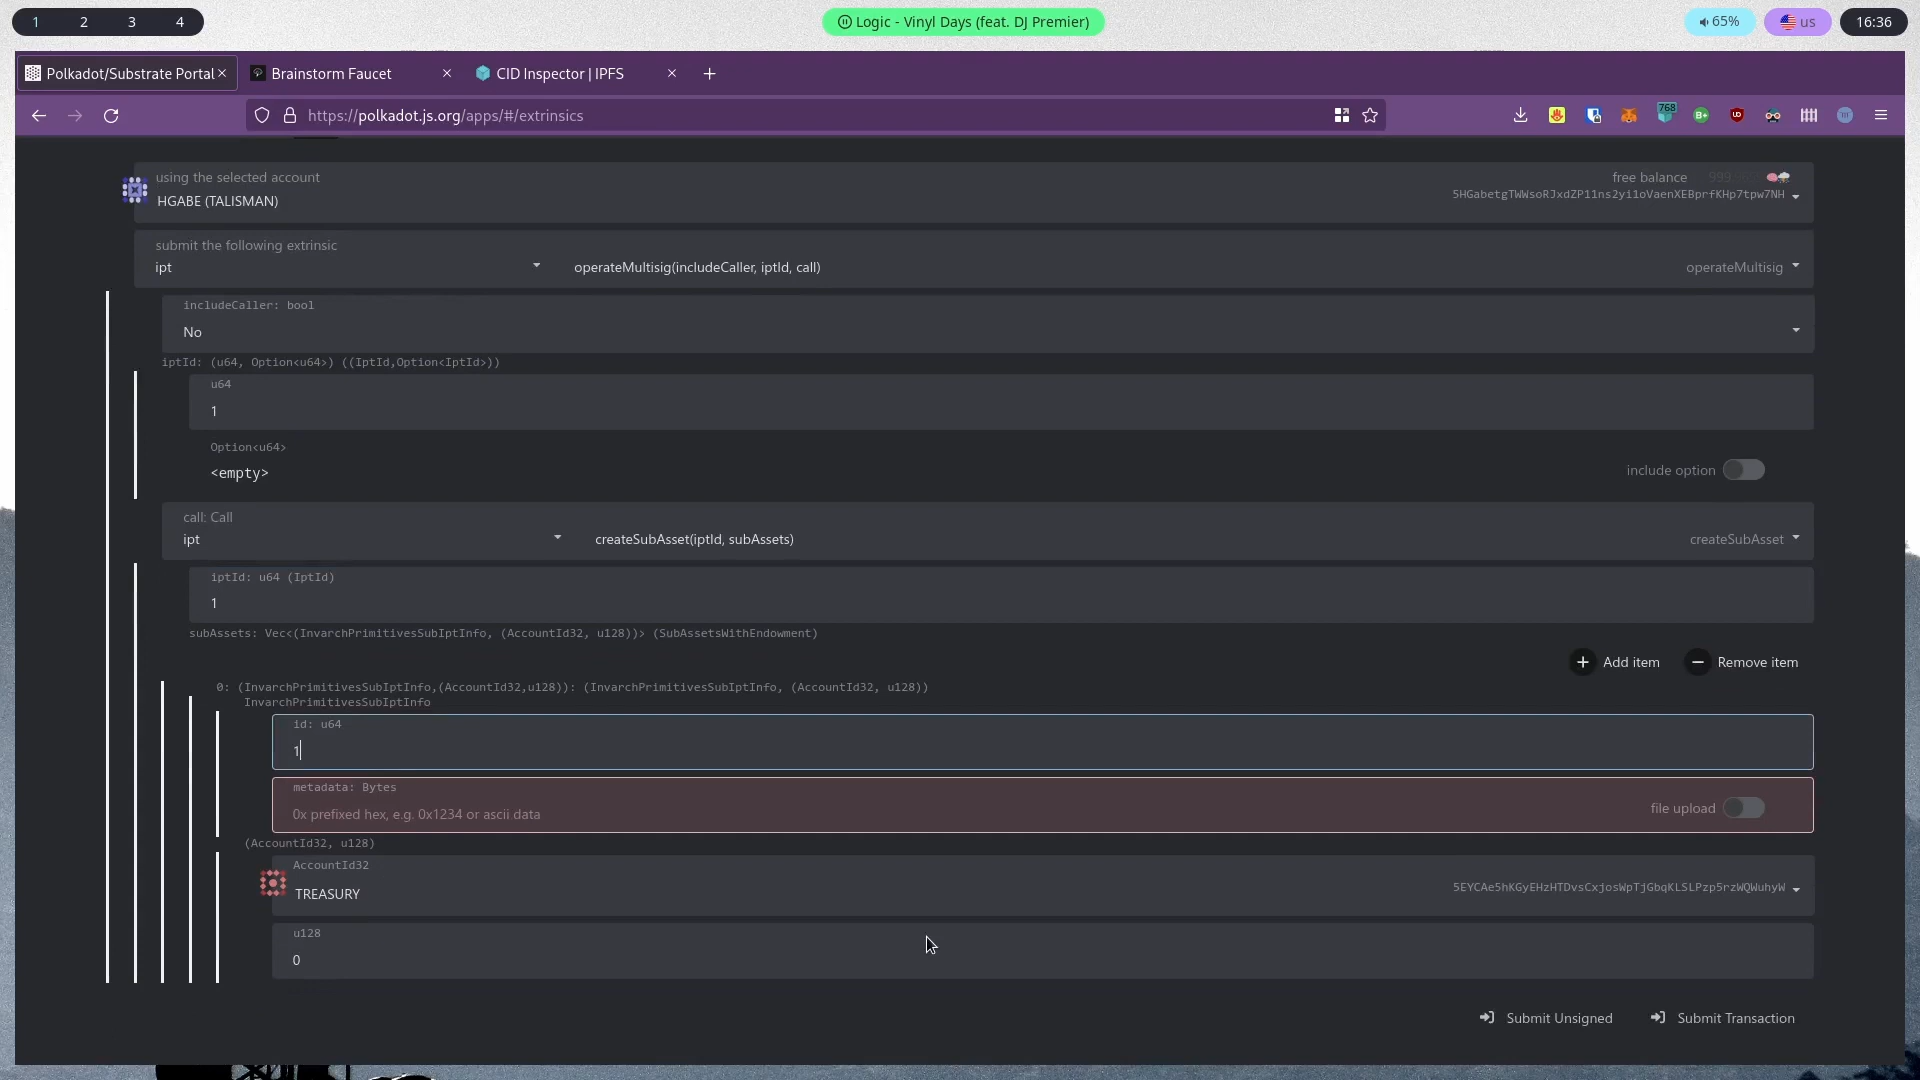 1 2 3 4
Logic - Vinyl Days (feat. DJ Premier)
65%
us
16:36
Polkadot/Substrate Portal
Brainstorm Faucet
CID Inspector | IPFS
https://polkadot.js.org/apps/#/extrinsics
768
using the selected account
HGABE (TALISMAN)
free balance 999
5HGabetgTWWsoRJxdZP11ns2yi1oVaenXEBprfKHp7tpw7NH
submit the following extrinsic
ipt
operateMultisig(includeCaller, iptId, call)
operateMultisig
includeCaller: bool
No
iptId: (u64, Option<u64>) ((IptId,Option<IptId>))
u64
1
Option<u64>
<empty>
include option
call: Call
ipt
createSubAsset(iptId, subAssets)
createSubAsset
iptId: u64 (IptId)
1
subAssets: Vec<(InvarchPrimitivesSubIptInfo, (AccountId32, u128))> (SubAssetsWithEndowment)
Add item
Remove item
0: (InvarchPrimitivesSubIptInfo,(AccountId32,u128)): (InvarchPrimitivesSubIptInfo, (AccountId32, u128))
InvarchPrimitivesSubIptInfo
id: u64
1
metadata: Bytes
0x prefixed hex, e.g. 0x1234 or ascii data
file upload
(AccountId32, u128)
AccountId32
TREASURY
5EYCAe5hKGyEHzHTDvsCxjosWpTjGbqKLSLPzp5rzWQWuhyW
u128
0
Submit Unsigned
Submit Transaction